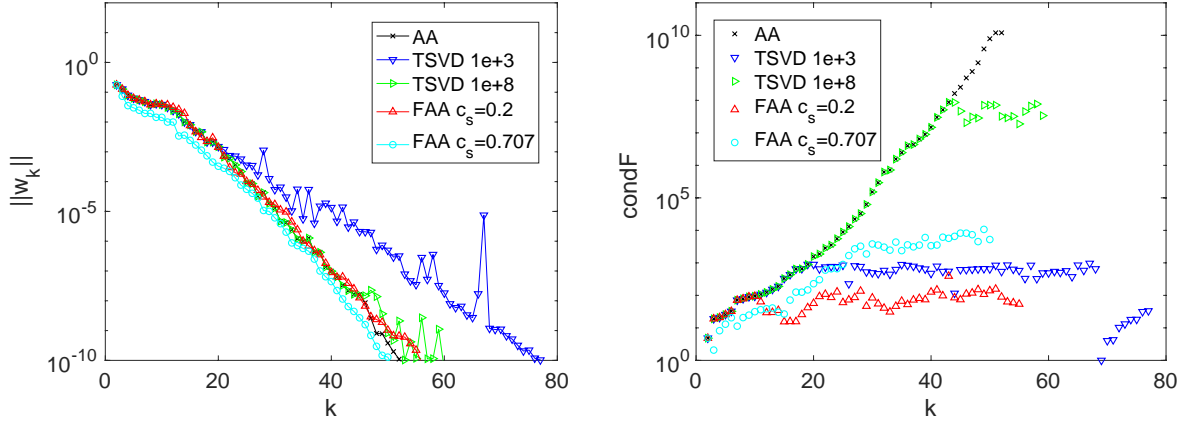 AA
TSVD 1e+3
TSVD 1e+8
FAA c_s=0.2
FAA c_s=0.707
10^0
10^-5
10^-10
||w_k||
0 20 40 60 80
k
AA
TSVD 1e+3
TSVD 1e+8
FAA c_s=0.2
FAA c_s=0.707
10^10
10^5
10^0
condF
0 20 40 60 80
k